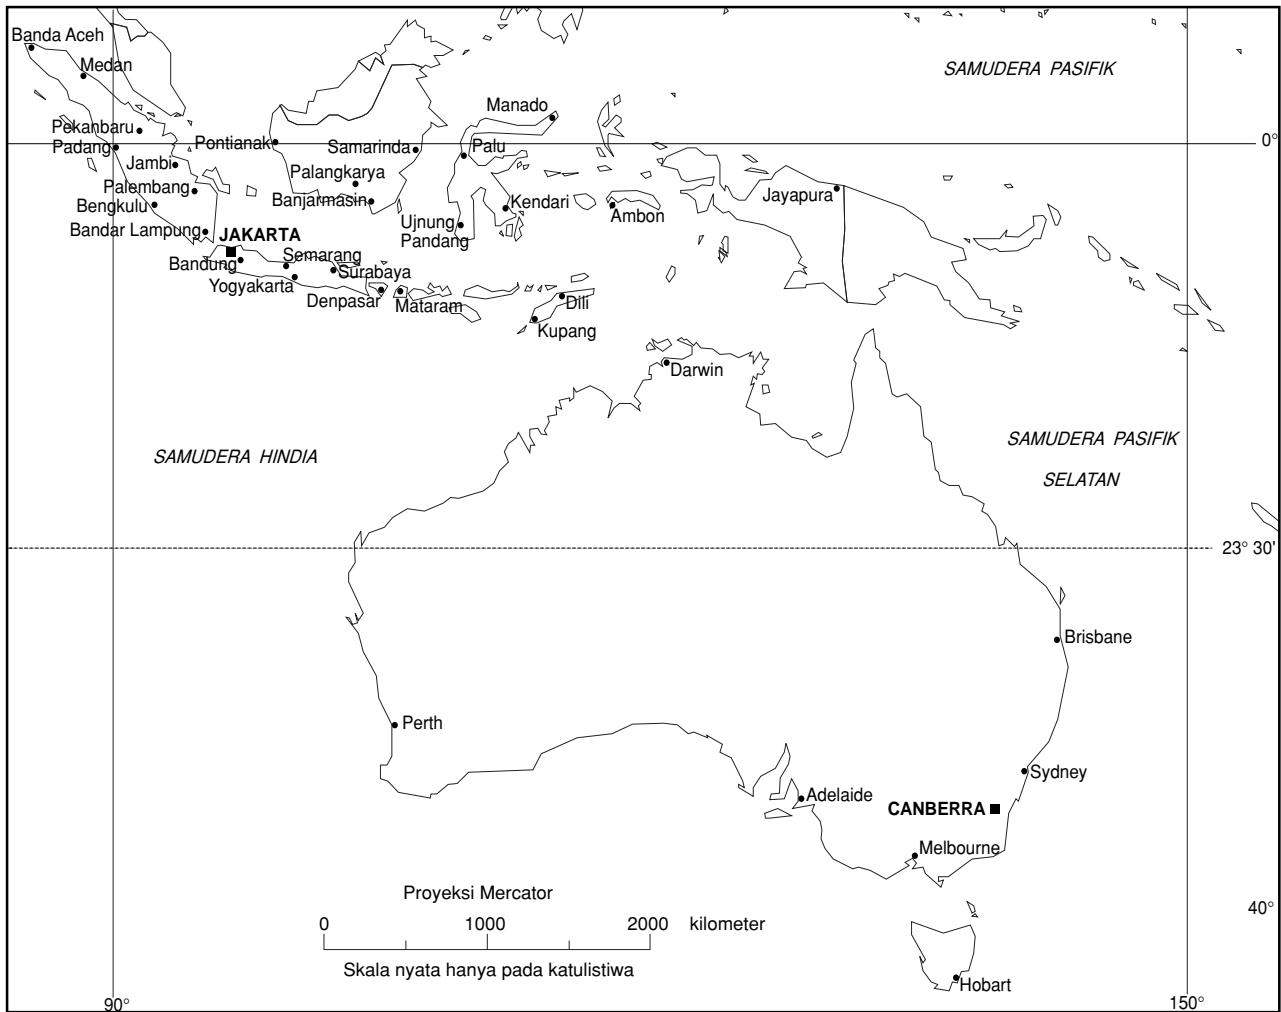 Banda Aceh
Medan
SAMUDERA PASIFIK
Manado
Pekanbaru
Padang
Pontianak
Samarinda
Palu
0°
Jambi
Palangkarya
Palembang
Jayapura
Bengkulu
Banjarmasin
Kendari
Ambon
Bandar Lampung
JAKARTA
Ujnung
Pandang
Semarang
Bandung
Surabaya
Yogyakarta
Denpasar
Mataram
Dili
Kupang
Darwin
SAMUDERA HINDIA
SAMUDERA PASIFIK
SELATAN
23° 30'
Brisbane
Perth
Sydney
Adelaide
CANBERRA
Melbourne
Proyeksi Mercator
0 1000 2000 kilometer
Skala nyata hanya pada katulistiwa
40°
Hobart
90°
150°